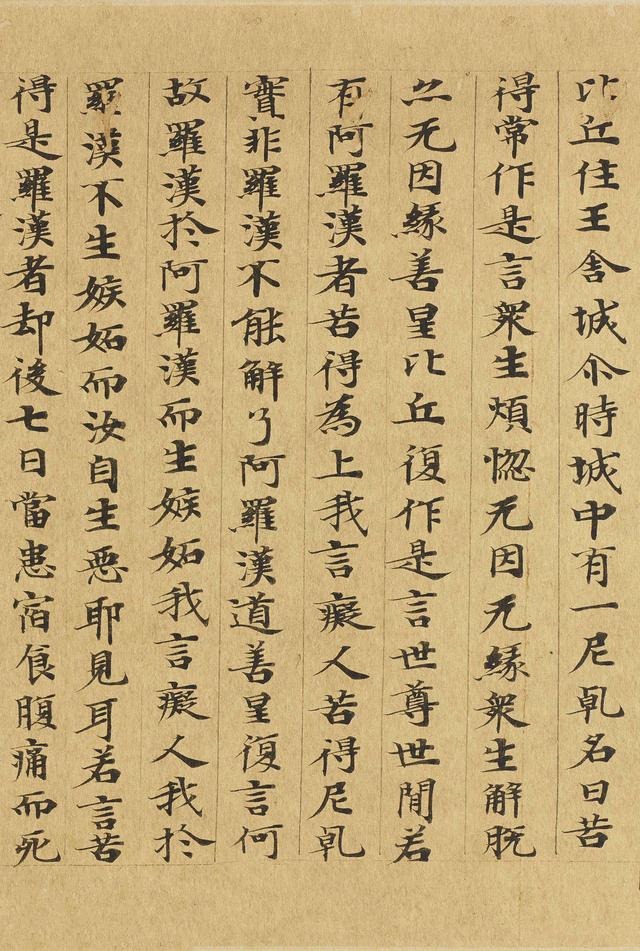 比丘住王舍城尒時城中有一尼乹名曰苦
得常作是言衆生煩惚无因无緣衆生解脱
亦无因緣善星比丘復作是言世尊世間若
有阿羅漢者苦得為上我言癡人苦得尼乹
實非羅漢不能解了阿羅漢道善星復言何
故羅漢於阿羅漢而生嫉妬我言癡人我於
羅漢不生嫉妬而汝自生惡耶見耳若言苦
得是羅漢者却後七日當患宿食腹痛而死